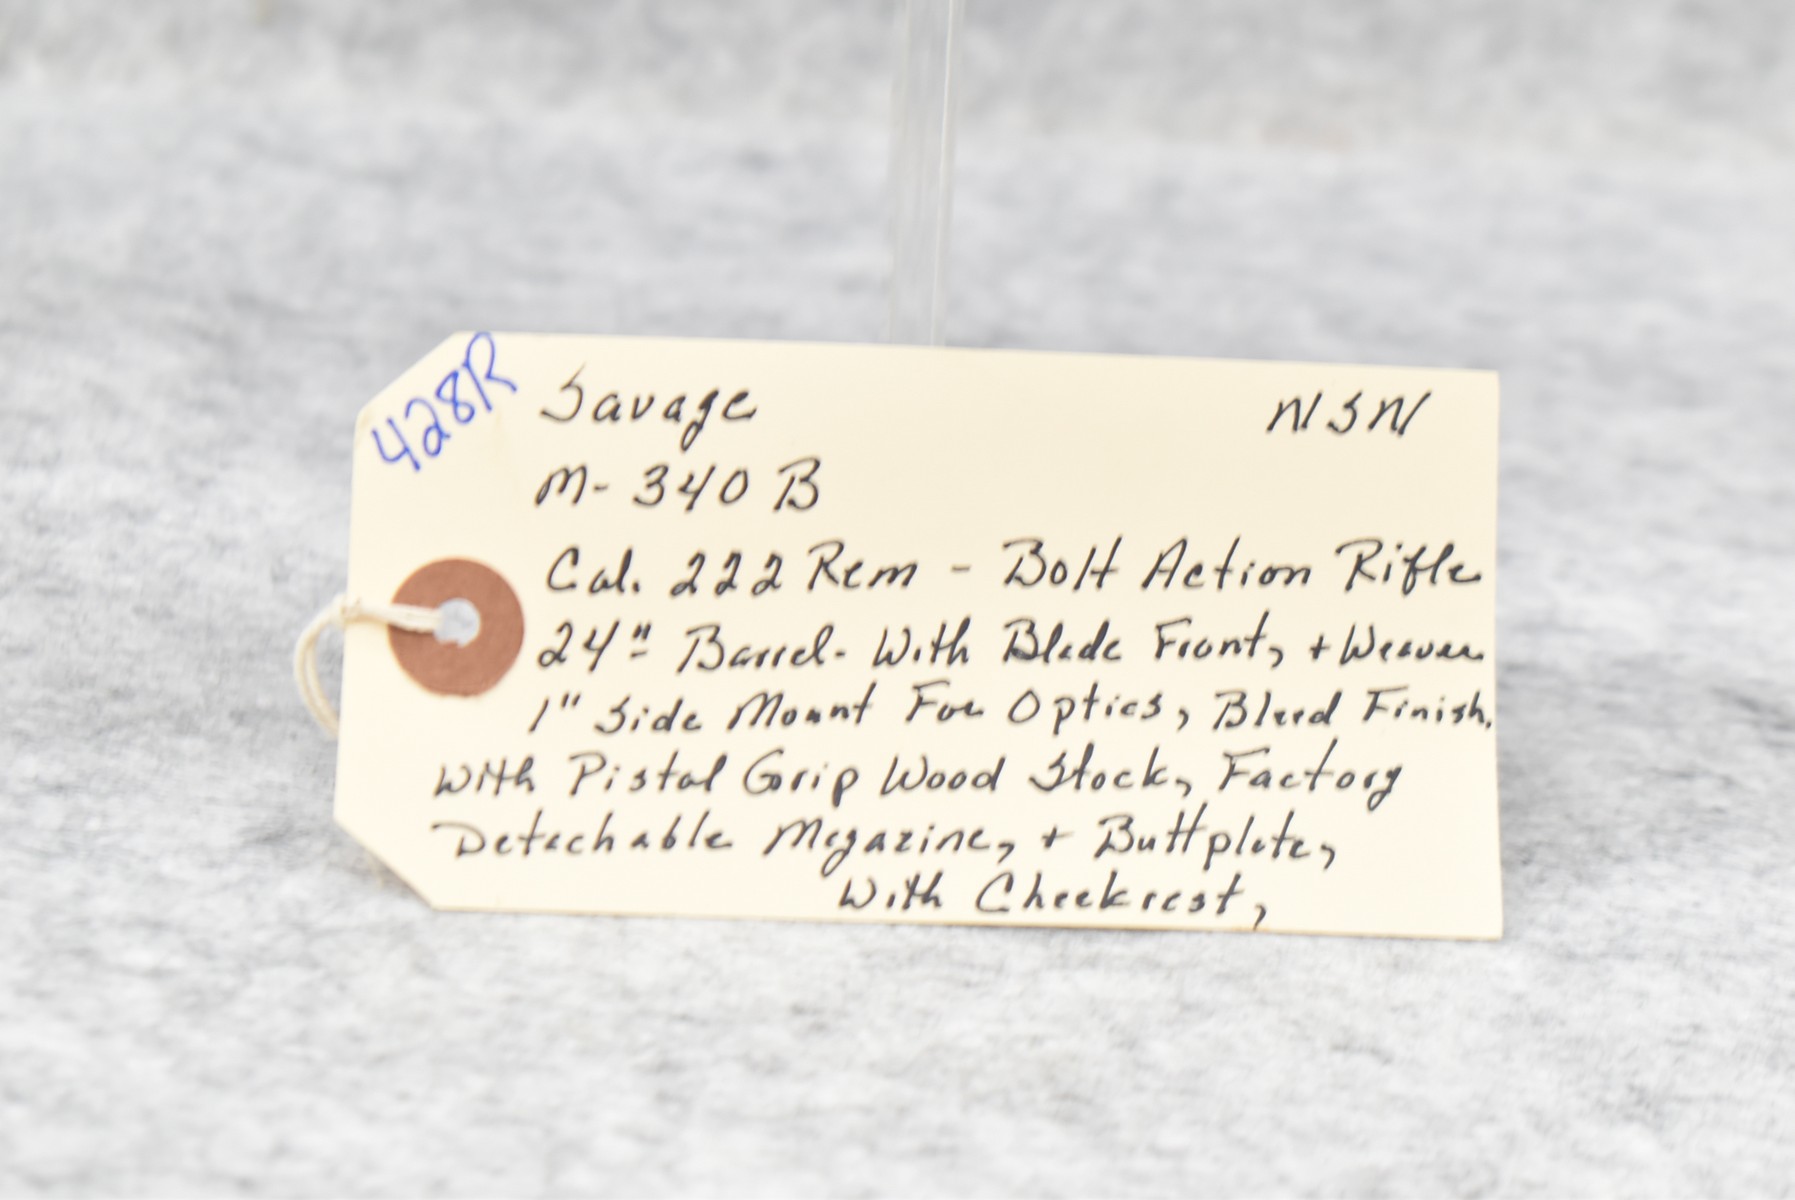 428R
Savage NSN
M-340 B
Cal. 222 Rem - Bolt Action Rifle
24" Barrel- With Blade Front, + Weaver
1" Side Mount For Optics, Blued Finish,
With Pistol Grip Wood Stock, Factory
Detachable Magazine, + Buttplate,
With Cheekrest,